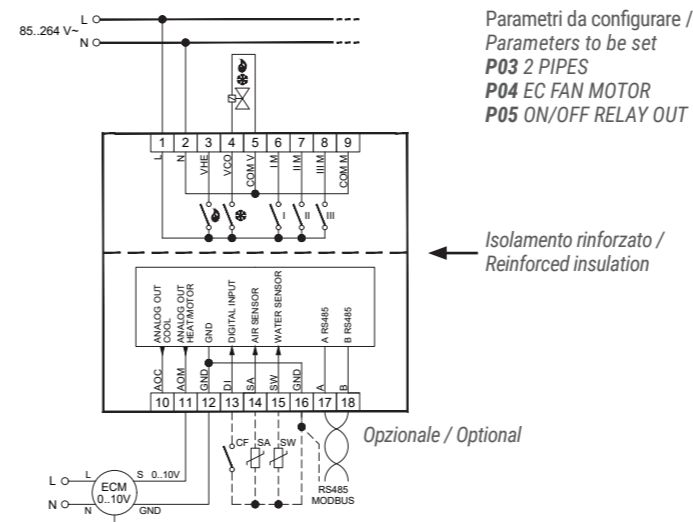 L
85..264 V~
N
Parametri da configurare /
Parameters to be set
P03 2 PIPES
P04 EC FAN MOTOR
P05 ON/OFF RELAY OUT
1 2 3 4 5 6 7 8 9
L N VHE VCO COM V I M II M III M COM M
I II III
Isolamento rinforzato /
Reinforced insulation
ANALOG OUT
COOL
ANALOG OUT
HEAT/MOTOR
GND
DIGITAL INPUT
AIR SENSOR
WATER SENSOR
A RS485
B RS485
AOC AOM GND DI SA SW GND A B
10 11 12 13 14 15 16 17 18
Opzionale / Optional
CF SA SW
RS485
MODBUS
L L S 0..10V
ECM
0..10V
N N GND